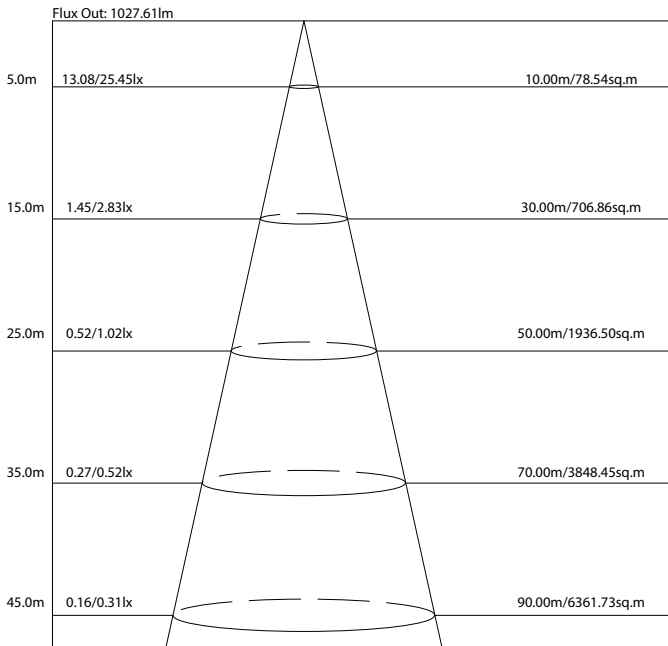 Flux Out: 1027.61lm
5.0m 13.08/25.45lx 10.00m/78.54sq.m
15.0m 1.45/2.83lx 30.00m/706.86sq.m
25.0m 0.52/1.02lx 50.00m/1936.50sq.m
35.0m 0.27/0.52lx 70.00m/3848.45sq.m
45.0m 0.16/0.31lx 90.00m/6361.73sq.m